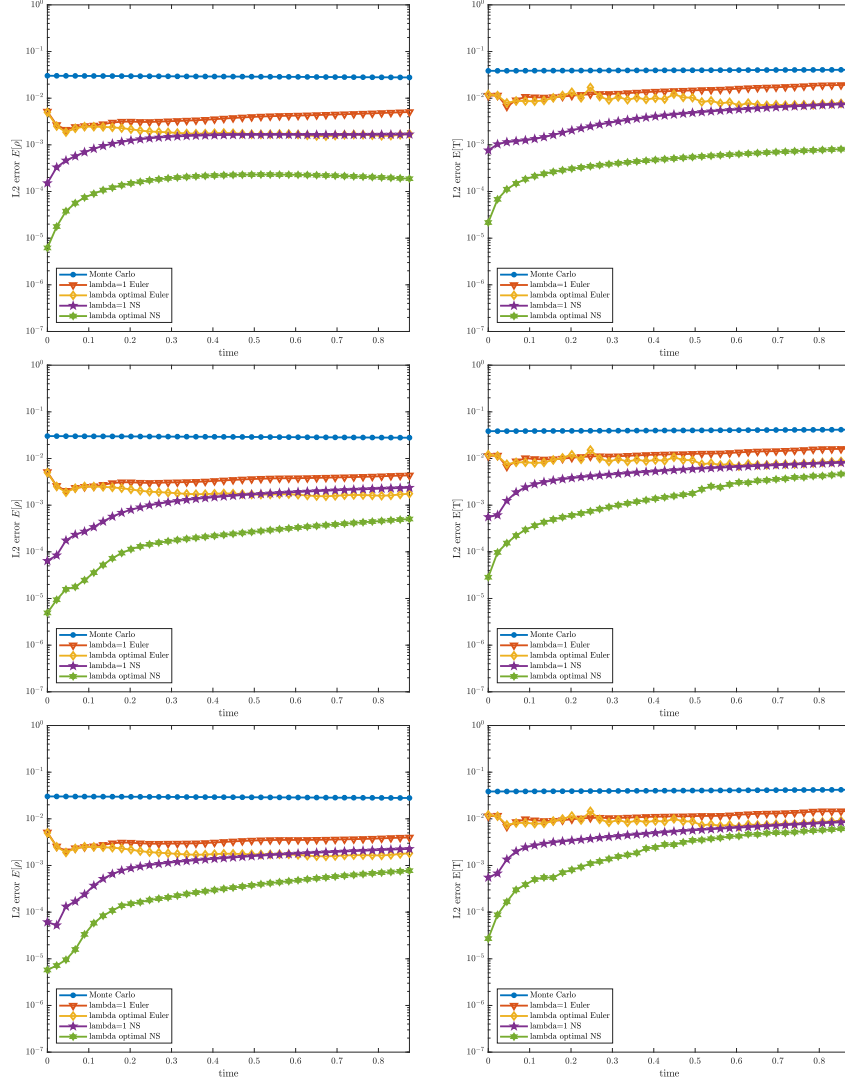 10^0
10^-1
10^-2
10^-3
10^-4
10^-5
10^-6
10^-7
L2 error E[ρ]
Monte Carlo
lambda=1 Euler
lambda optimal Euler
lambda=1 NS
lambda optimal NS
0 0.1 0.2 0.3 0.4 0.5 0.6 0.7 0.8
time
10^0
10^-1
10^-2
10^-3
10^-4
10^-5
10^-6
10^-7
L2 error E[T]
Monte Carlo
lambda=1 Euler
lambda optimal Euler
lambda=1 NS
lambda optimal NS
0 0.1 0.2 0.3 0.4 0.5 0.6 0.7 0.8
time
10^0
10^-1
10^-2
10^-3
10^-4
10^-5
10^-6
10^-7
L2 error E[ρ]
Monte Carlo
lambda=1 Euler
lambda optimal Euler
lambda=1 NS
lambda optimal NS
0 0.1 0.2 0.3 0.4 0.5 0.6 0.7 0.8
time
10^0
10^-1
10^-2
10^-3
10^-4
10^-5
10^-6
10^-7
L2 error E[T]
Monte Carlo
lambda=1 Euler
lambda optimal Euler
lambda=1 NS
lambda optimal NS
0 0.1 0.2 0.3 0.4 0.5 0.6 0.7 0.8
time
10^0
10^-1
10^-2
10^-3
10^-4
10^-5
10^-6
10^-7
L2 error E[ρ]
Monte Carlo
lambda=1 Euler
lambda optimal Euler
lambda=1 NS
lambda optimal NS
0 0.1 0.2 0.3 0.4 0.5 0.6 0.7 0.8
time
10^0
10^-1
10^-2
10^-3
10^-4
10^-5
10^-6
10^-7
L2 error E[T]
Monte Carlo
lambda=1 Euler
lambda optimal Euler
lambda=1 NS
lambda optimal NS
0 0.1 0.2 0.3 0.4 0.5 0.6 0.7 0.8
time